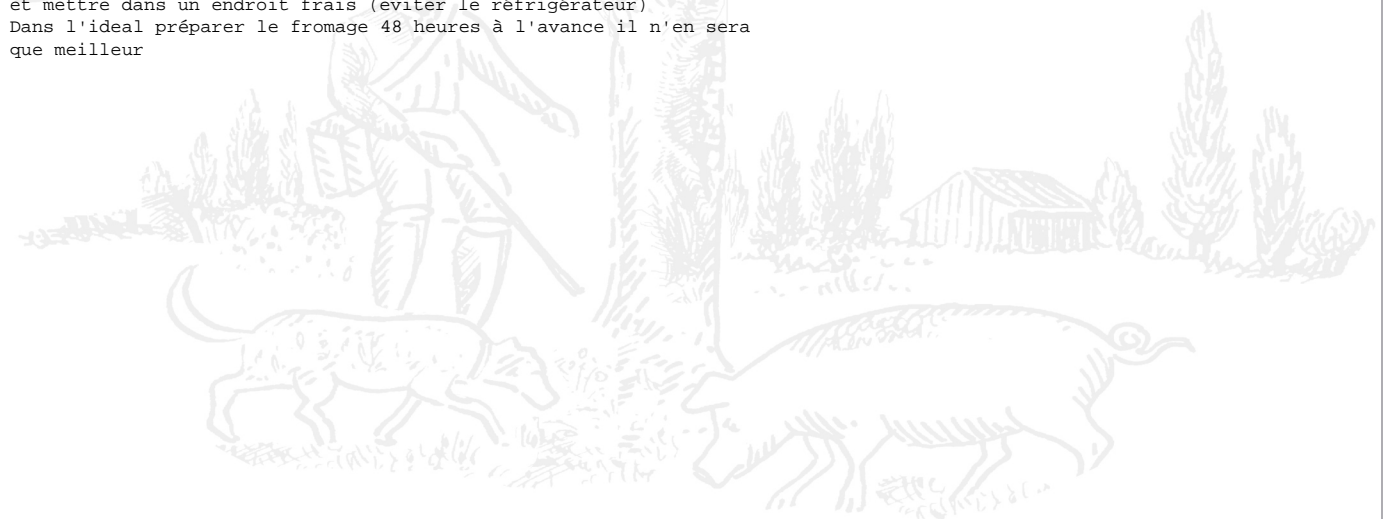 et mettre dans un endroit frais (éviter le réfrigérateur)
Dans l'ideal préparer le fromage 48 heures à l'avance il n'en sera
que meilleur